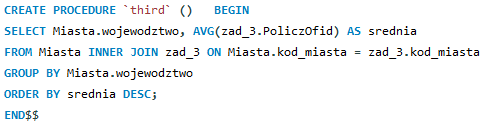 CREATE PROCEDURE `third` () BEGIN
SELECT Miasta.wojewodztwo, AVG(zad_3.PoliczOfid) AS srednia
FROM Miasta INNER JOIN zad_3 ON Miasta.kod_miasta = zad_3.kod_miasta
GROUP BY Miasta.wojewodztwo
ORDER BY srednia DESC;
END$$